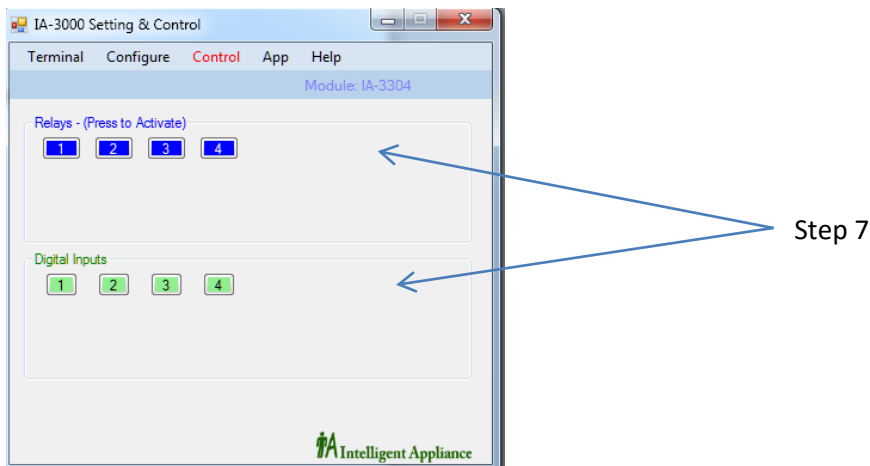 IA-3000 Setting & Control
Terminal Configure Control App Help
Module: IA-3304
Relays - (Press to Activate)
1 2 3 4
Step 7
Digital Inputs
1 2 3 4
IA Intelligent Appliance